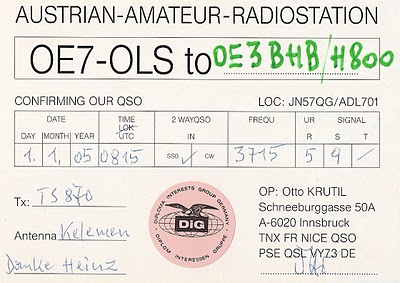 AUSTRIAN-AMATEUR-RADIOSTATION
OE7-OLS to OE3BHB/H800
CONFIRMING OUR QSO LOC: JN57QG/ADL701
DATE TIME 2 WAYQSO FREQU UR SIGNAL
DAY MONTH YEAR LOK UTC IN R S T
1. 1. 05 0815 SSB ✓ CW 3715 5 9 /
Tx: TS870
Antenna Kelemen
Danke Heinz
DIPLOMA INTERESTS GROUP GERMANY
DIG
DIPLOM INTERESSEN GRUPPE
OP: Otto KRUTIL
Schneeburggasse 50A
A-6020 Innsbruck
TNX FR NICE QSO
PSE QSL VY73 DE